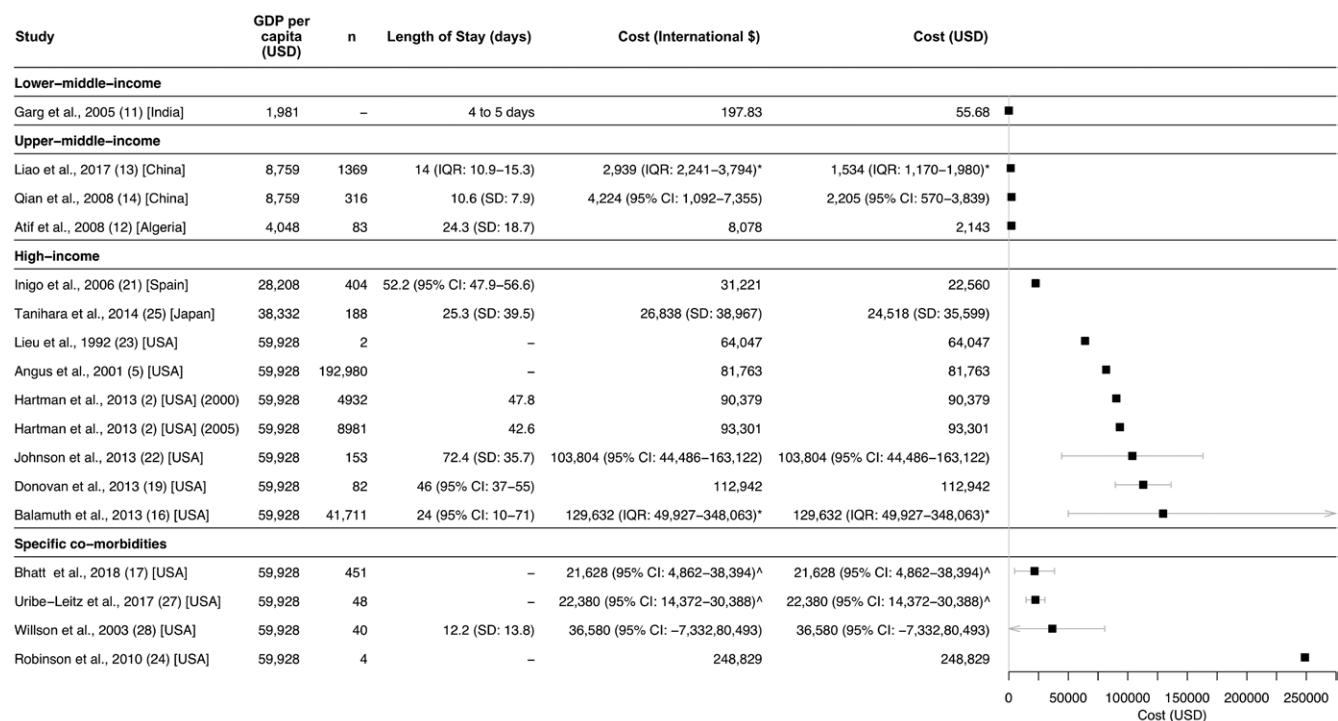 Study GDP per capita (USD) n Length of Stay (days) Cost (International $) Cost (USD)
Lower−middle−income
Garg et al., 2005 (11) [India] 1,981 − 4 to 5 days 197.83 55.68
Upper−middle−income
Liao et al., 2017 (13) [China] 8,759 1369 14 (IQR: 10.9−15.3) 2,939 (IQR: 2,241−3,794)* 1,534 (IQR: 1,170−1,980)*
Qian et al., 2008 (14) [China] 8,759 316 10.6 (SD: 7.9) 4,224 (95% CI: 1,092−7,355) 2,205 (95% CI: 570−3,839)
Atif et al., 2008 (12) [Algeria] 4,048 83 24.3 (SD: 18.7) 8,078 2,143
High−income
Inigo et al., 2006 (21) [Spain] 28,208 404 52.2 (95% CI: 47.9−56.6) 31,221 22,560
Tanihara et al., 2014 (25) [Japan] 38,332 188 25.3 (SD: 39.5) 26,838 (SD: 38,967) 24,518 (SD: 35,599)
Lieu et al., 1992 (23) [USA] 59,928 2 − 64,047 64,047
Angus et al., 2001 (5) [USA] 59,928 192,980 − 81,763 81,763
Hartman et al., 2013 (2) [USA] (2000) 59,928 4932 47.8 90,379 90,379
Hartman et al., 2013 (2) [USA] (2005) 59,928 8981 42.6 93,301 93,301
Johnson et al., 2013 (22) [USA] 59,928 153 72.4 (SD: 35.7) 103,804 (95% CI: 44,486−163,122) 103,804 (95% CI: 44,486−163,122)
Donovan et al., 2013 (19) [USA] 59,928 82 46 (95% CI: 37−55) 112,942 112,942
Balamuth et al., 2013 (16) [USA] 59,928 41,711 24 (95% CI: 10−71) 129,632 (IQR: 49,927−348,063)* 129,632 (IQR: 49,927−348,063)*
Specific co−morbidities
Bhatt et al., 2018 (17) [USA] 59,928 451 − 21,628 (95% CI: 4,862−38,394)^ 21,628 (95% CI: 4,862−38,394)^
Uribe−Leitz et al., 2017 (27) [USA] 59,928 48 − 22,380 (95% CI: 14,372−30,388)^ 22,380 (95% CI: 14,372−30,388)^
Willson et al., 2003 (28) [USA] 59,928 40 12.2 (SD: 13.8) 36,580 (95% CI: −7,332,80,493) 36,580 (95% CI: −7,332,80,493)
Robinson et al., 2010 (24) [USA] 59,928 4 − 248,829 248,829
0 50000 100000 150000 200000 250000
Cost (USD)